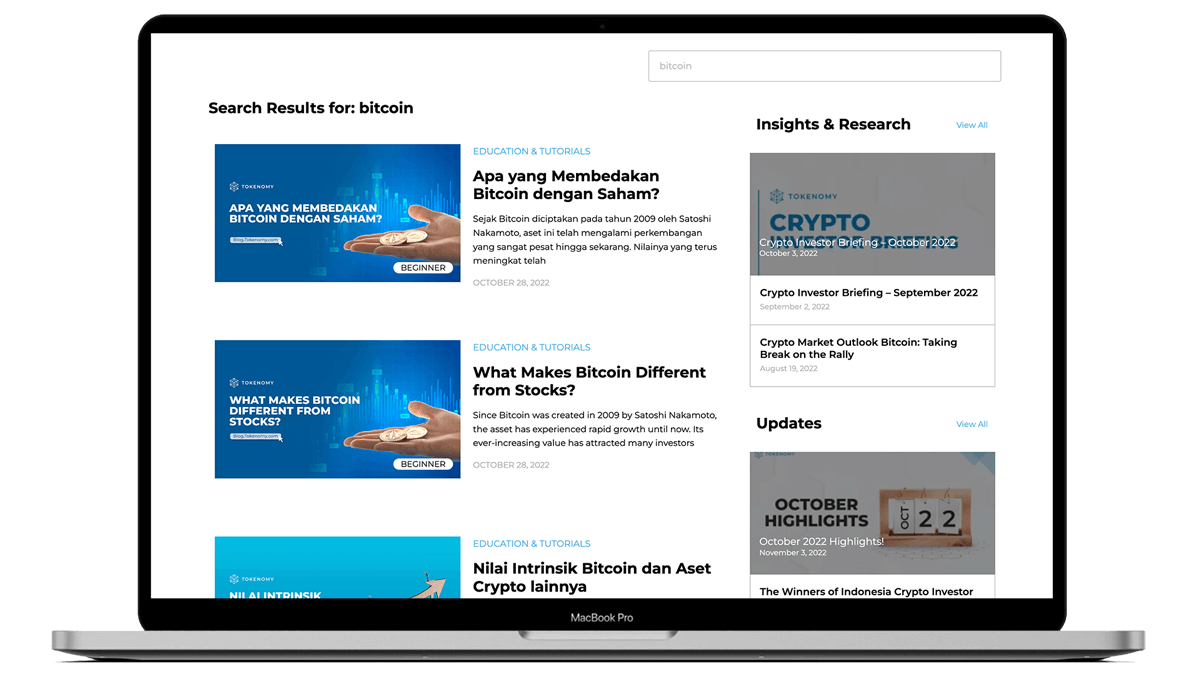 bitcoin
Search Results for: bitcoin
TOKENOMY
APA YANG MEMBEDAKAN
BITCOIN DENGAN SAHAM?
Blog.Tokenomy.com
BEGINNER
EDUCATION & TUTORIALS
Apa yang Membedakan
Bitcoin dengan Saham?
Sejak Bitcoin diciptakan pada tahun 2009 oleh Satoshi
Nakamoto, aset ini telah mengalami perkembangan
yang sangat pesat hingga sekarang. Nilainya yang terus
meningkat telah
OCTOBER 28, 2022
TOKENOMY
WHAT MAKES BITCOIN
DIFFERENT FROM
STOCKS?
Blog.Tokenomy.com
BEGINNER
EDUCATION & TUTORIALS
What Makes Bitcoin Different
from Stocks?
Since Bitcoin was created in 2009 by Satoshi Nakamoto,
the asset has experienced rapid growth until now. Its
ever-increasing value has attracted many investors
OCTOBER 28, 2022
TOKENOMY
NILAI INTRINSIK
EDUCATION & TUTORIALS
Nilai Intrinsik Bitcoin dan Aset
Crypto lainnya
Insights & Research
View All
TOKENOMY
CRYPTO
INVESTOR BRIEFINGS
Crypto Investor Briefing – October 2022
October 3, 2022
Crypto Investor Briefing – September 2022
September 2, 2022
Crypto Market Outlook Bitcoin: Taking
Break on the Rally
August 19, 2022
Updates
View All
TOKENOMY
OCTOBER
HIGHLIGHTS
OCT 2 2
October 2022 Highlights!
November 3, 2022
The Winners of Indonesia Crypto Investor
MacBook Pro